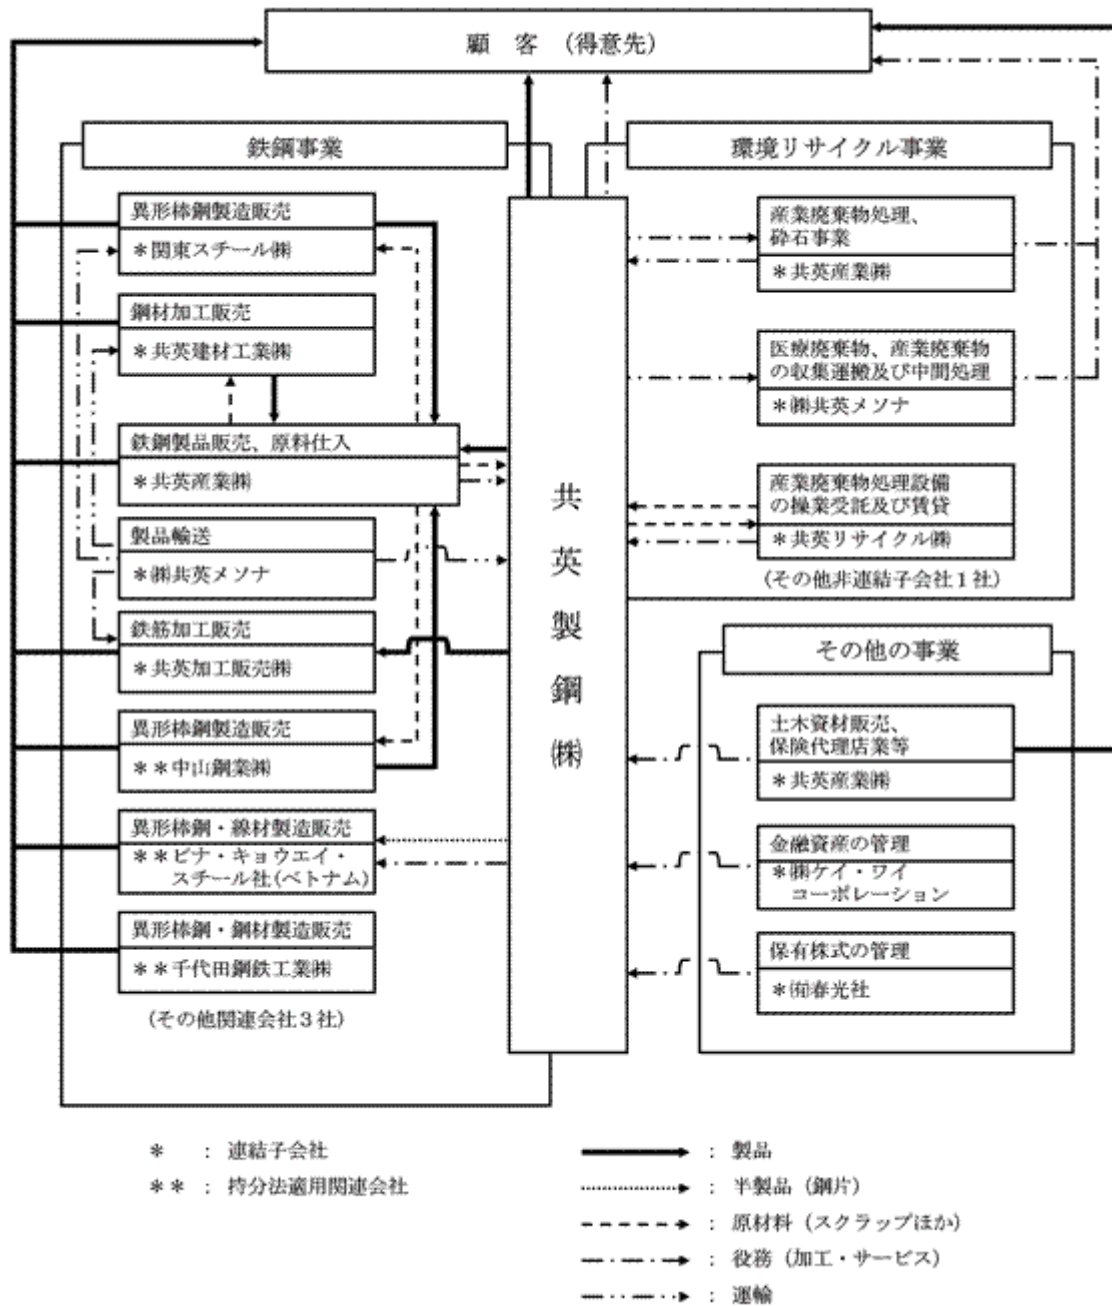 顧 客 (得意先)
鉄鋼事業
異形棒鋼製造販売
＊関東スチール㈱
鋼材加工販売
＊共英建材工業㈱
鉄鋼製品販売、原料仕入
＊共英産業㈱
製品輸送
＊㈱共英メソナ
鉄筋加工販売
＊共英加工販売㈱
異形棒鋼製造販売
＊＊中山鋼業㈱
異形棒鋼・線材製造販売
＊＊ビナ・キョウエイ・
スチール社(ベトナム)
異形棒鋼・鋼材製造販売
＊＊千代田鋼鉄工業㈱
(その他関連会社３社)
共英製鋼㈱
環境リサイクル事業
産業廃棄物処理、
砕石事業
＊共英産業㈱
医療廃棄物、産業廃棄物
の収集運搬及び中間処理
＊㈱共英メソナ
産業廃棄物処理設備
の操業受託及び賃貸
＊共英リサイクル㈱
(その他非連結子会社１社)
その他の事業
土木資材販売、
保険代理店業等
＊共英産業㈱
金融資産の管理
＊㈱ケイ・ワイ
コーポレーション
保有株式の管理
＊㈲春光社
＊ : 連結子会社
＊＊ : 持分法適用関連会社
: 製品
: 半製品 (鋼片)
: 原材料 (スクラップほか)
: 役務 (加工・サービス)
: 運輸